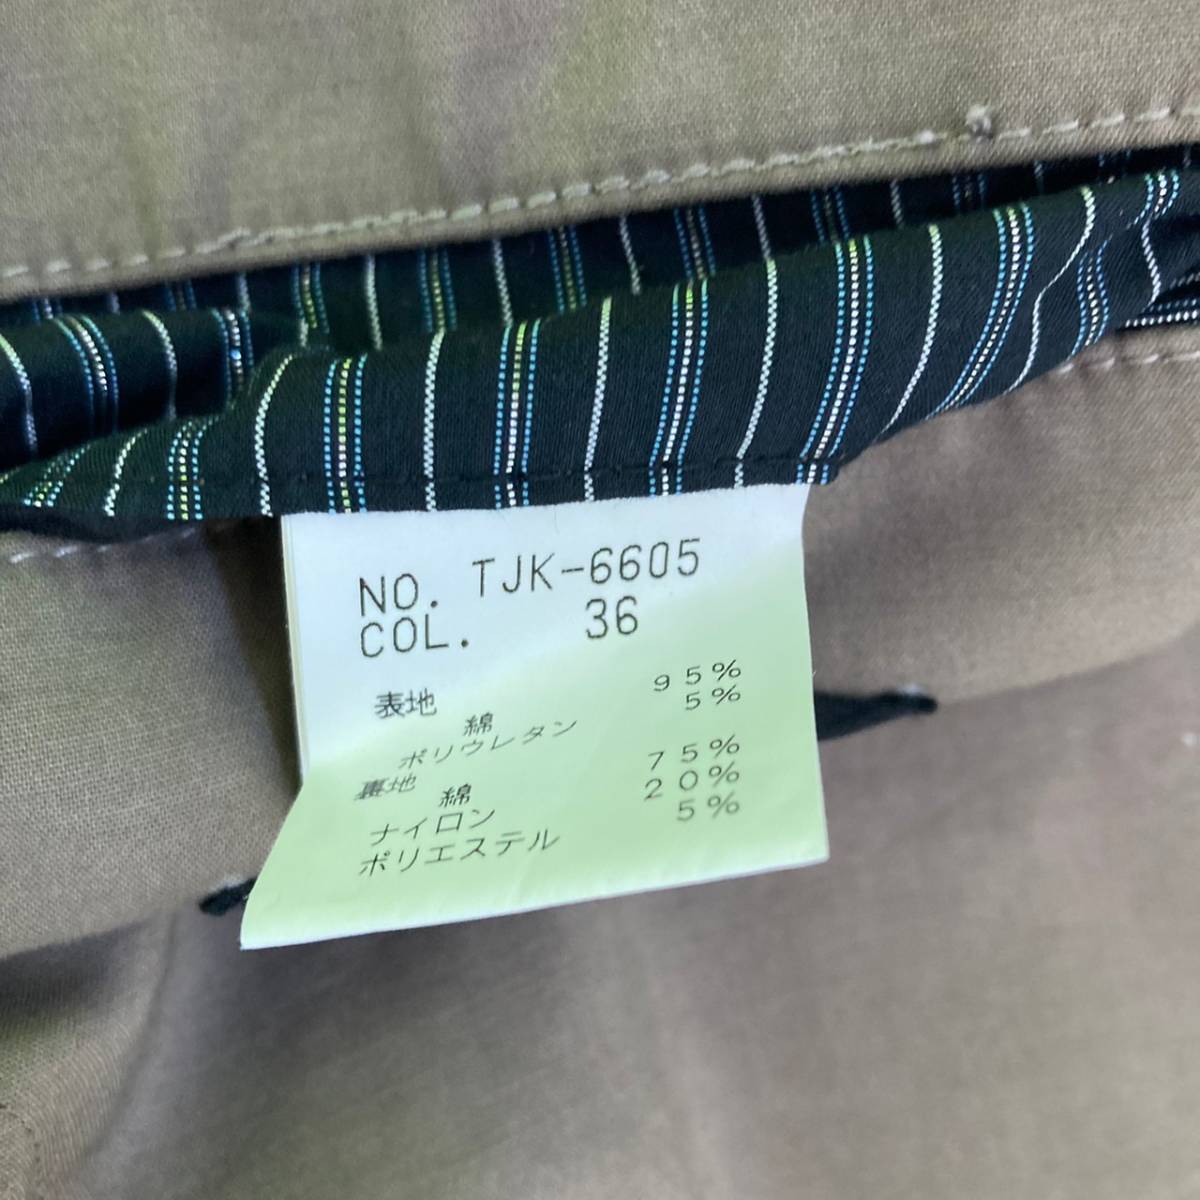 NO. TJK-6605
COL. 36
表地
綿 95%
ポリウレタン 5%
裏地
綿 75%
ナイロン 20%
ポリエステル 5%